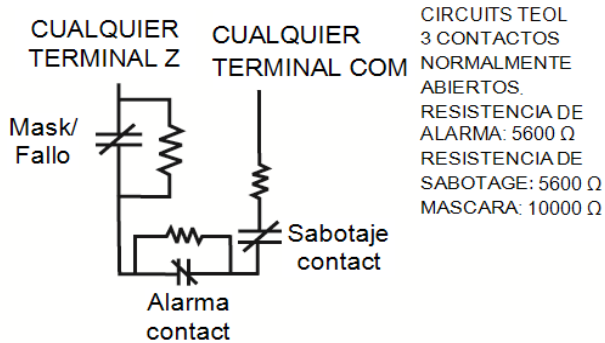 CUALQUIER
TERMINAL Z
CUALQUIER
TERMINAL COM
CIRCUITS TEOL
3 CONTACTOS
NORMALMENTE
ABIERTOS.
RESISTENCIA DE
ALARMA: 5600 Ω
RESISTENCIA DE
SABOTAGE: 5600 Ω
MASCARA: 10000 Ω
Mask/
Fallo
Sabotaje
contact
Alarma
contact